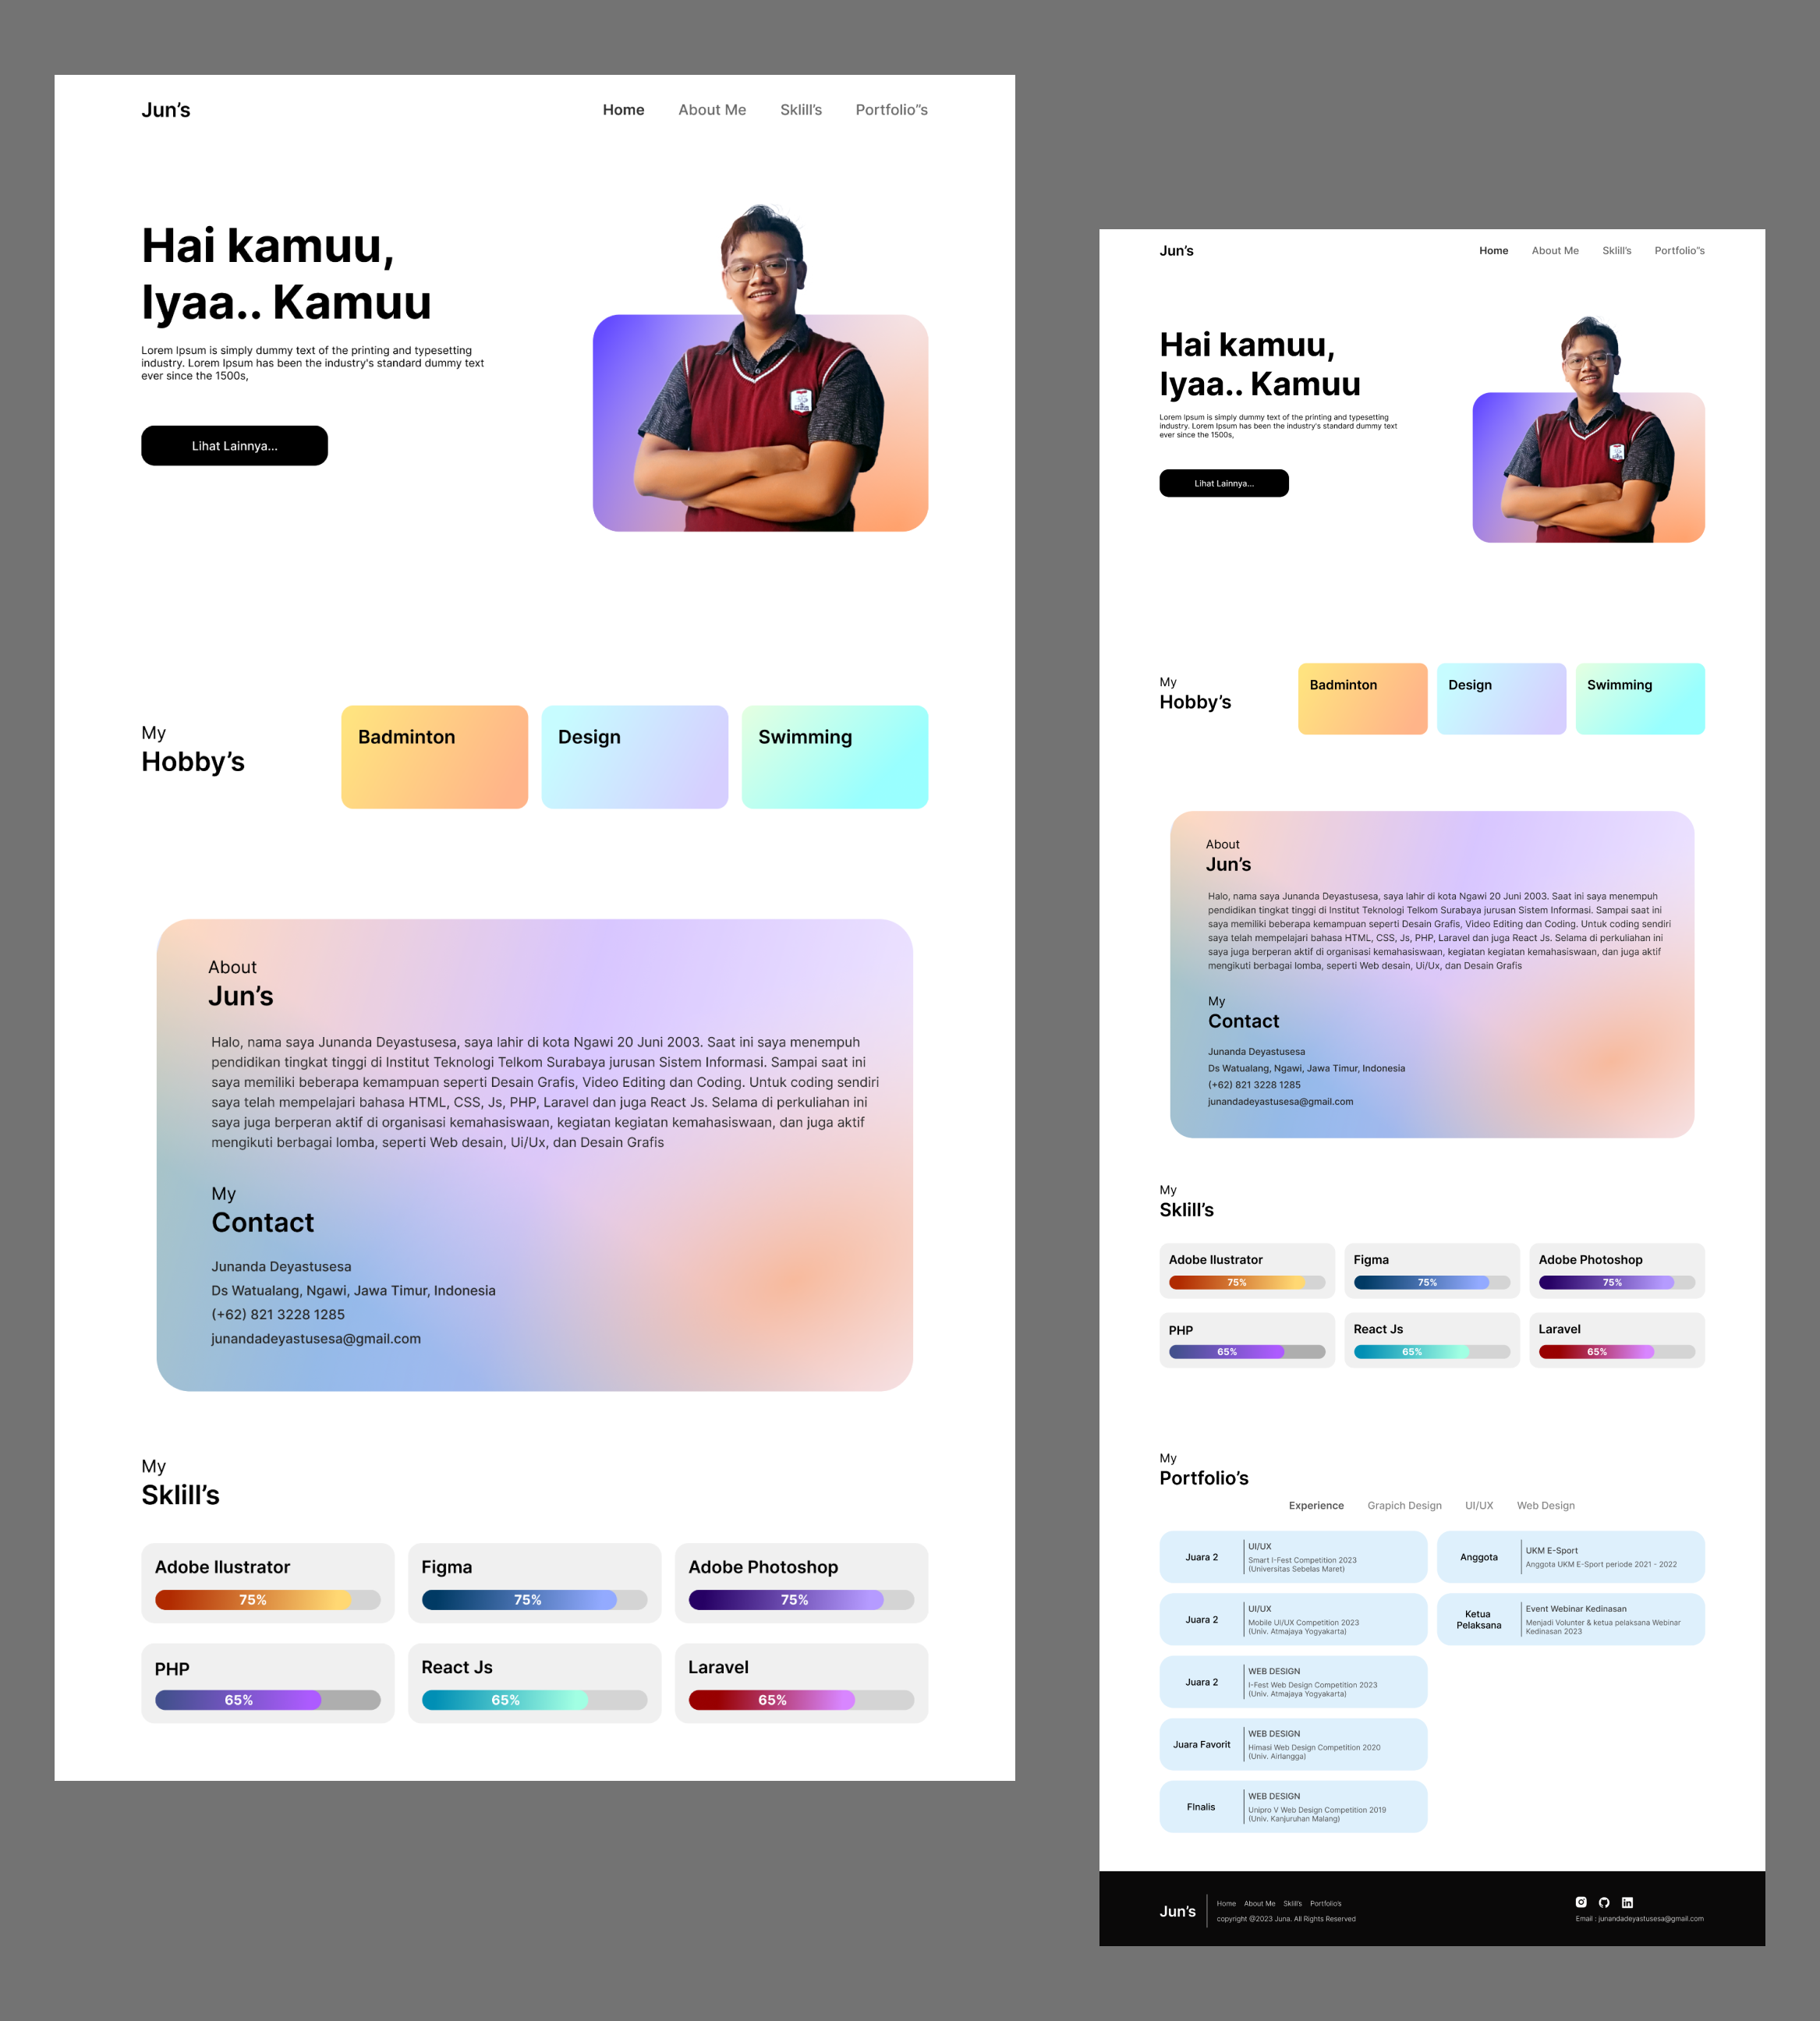 Jun’s
Home About Me Sklill’s Portfolio’’s
Hai kamuu,
Iyaa.. Kamuu
Lorem Ipsum is simply dummy text of the printing and typesetting
industry. Lorem Ipsum has been the industry's standard dummy text
ever since the 1500s,
Lihat Lainnya...
My
Hobby’s
Badminton
Design
Swimming
About
Jun’s
Halo, nama saya Junanda Deyastusesa, saya lahir di kota Ngawi 20 Juni 2003. Saat ini saya menempuh
pendidikan tingkat tinggi di Institut Teknologi Telkom Surabaya jurusan Sistem Informasi. Sampai saat ini
saya memiliki beberapa kemampuan seperti Desain Grafis, Video Editing dan Coding. Untuk coding sendiri
saya telah mempelajari bahasa HTML, CSS, Js, PHP, Laravel dan juga React Js. Selama di perkuliahan ini
saya juga berperan aktif di organisasi kemahasiswaan, kegiatan kegiatan kemahasiswaan, dan juga aktif
mengikuti berbagai lomba, seperti Web desain, Ui/Ux, dan Desain Grafis
My
Contact
Junanda Deyastusesa
Ds Watualang, Ngawi, Jawa Timur, Indonesia
(+62) 821 3228 1285
junandadeyastusesa@gmail.com
My
Sklill’s
Adobe Ilustrator
75%
Figma
75%
Adobe Photoshop
75%
PHP
65%
React Js
65%
Laravel
65%
Jun’s
Home About Me Sklill’s Portfolio’’s
Hai kamuu,
Iyaa.. Kamuu
Lorem Ipsum is simply dummy text of the printing and typesetting
industry. Lorem Ipsum has been the industry's standard dummy text
ever since the 1500s,
Lihat Lainnya...
My
Hobby’s
Badminton
Design
Swimming
About
Jun’s
Halo, nama saya Junanda Deyastusesa, saya lahir di kota Ngawi 20 Juni 2003. Saat ini saya menempuh
pendidikan tingkat tinggi di Institut Teknologi Telkom Surabaya jurusan Sistem Informasi. Sampai saat ini
saya memiliki beberapa kemampuan seperti Desain Grafis, Video Editing dan Coding. Untuk coding sendiri
saya telah mempelajari bahasa HTML, CSS, Js, PHP, Laravel dan juga React Js. Selama di perkuliahan ini
saya juga berperan aktif di organisasi kemahasiswaan, kegiatan kegiatan kemahasiswaan, dan juga aktif
mengikuti berbagai lomba, seperti Web desain, Ui/Ux, dan Desain Grafis
My
Contact
Junanda Deyastusesa
Ds Watualang, Ngawi, Jawa Timur, Indonesia
(+62) 821 3228 1285
junandadeyastusesa@gmail.com
My
Sklill’s
Adobe Ilustrator
75%
Figma
75%
Adobe Photoshop
75%
PHP
65%
React Js
65%
Laravel
65%
My
Portfolio’s
Experience Grapich Design UI/UX Web Design
Juara 2
UI/UX
Smart I-Fest Competition 2023
(Universitas Sebelas Maret)
Anggota
UKM E-Sport
Anggota UKM E-Sport periode 2021 - 2022
Juara 2
UI/UX
Mobile UI/UX Competition 2023
(Univ. Atmajaya Yogyakarta)
Ketua
Pelaksana
Event Webinar Kedinasan
Menjadi Volunter & ketua pelaksana Webinar
Kedinasan 2023
Juara 2
WEB DESIGN
I-Fest Web Design Competition 2023
(Univ. Atmajaya Yogyakarta)
Juara Favorit
WEB DESIGN
Himasi Web Design Competition 2020
(Univ. Airlangga)
FInalis
WEB DESIGN
Unipro V Web Design Competition 2019
(Univ. Kanjuruhan Malang)
Jun’s
Home About Me Sklill’s Portfolio’s
copyright @2023 Juna. All Rights Reserved
Email : junandadeyastusesa@gmail.com